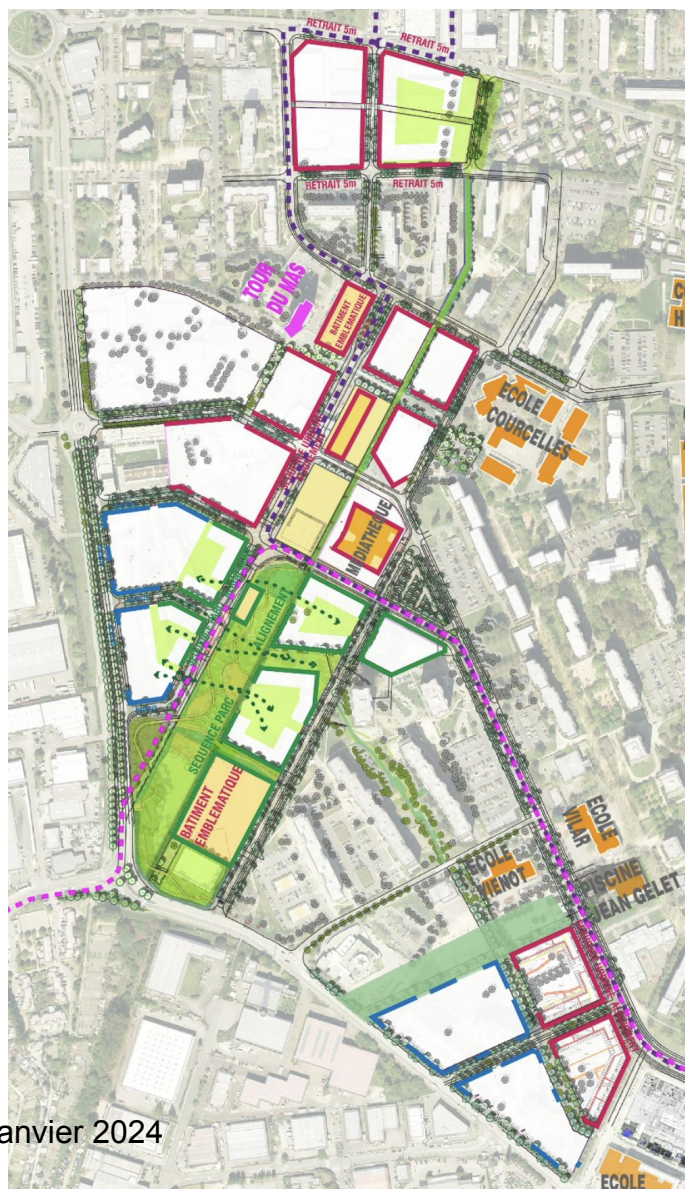 RETRAIT 5m
RETRAIT 5m
RETRAIT 5m
RETRAIT 5m
TOUR
DU MAS
BATIMENT
EMBLEMATIQUE
C
H
ECOLE
COURCELLES
MEDIATHEQUE
ALIGNEMENT
SEQUENCE PARC
BATIMENT
EMBLEMATIQUE
ECOLE
VILAR
ECOLE
VIENOT
PISCINE
JEAN GELET
anvier 2024
ECOLE